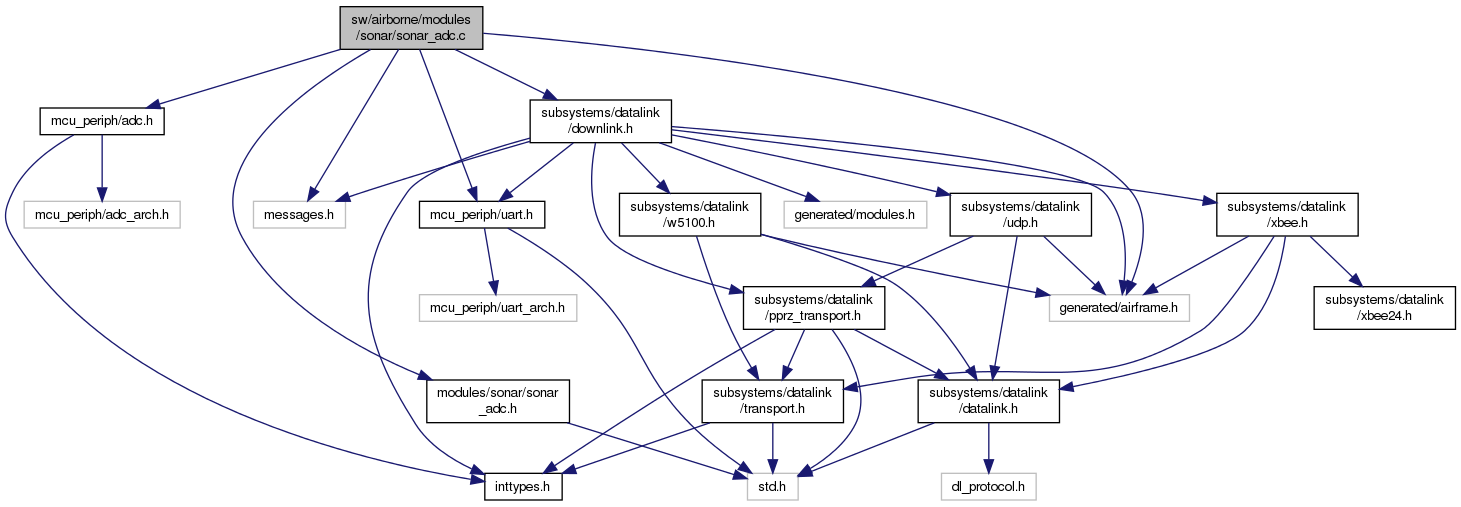 sw/airborne/modules
/sonar/sonar_adc.c
mcu_periph/adc.h
subsystems/datalink
/downlink.h
mcu_periph/adc_arch.h
messages.h
mcu_periph/uart.h
subsystems/datalink
/w5100.h
generated/modules.h
subsystems/datalink
/udp.h
subsystems/datalink
/xbee.h
mcu_periph/uart_arch.h
subsystems/datalink
/pprz_transport.h
generated/airframe.h
subsystems/datalink
/xbee24.h
modules/sonar/sonar
_adc.h
subsystems/datalink
/transport.h
subsystems/datalink
/datalink.h
inttypes.h
std.h
dl_protocol.h